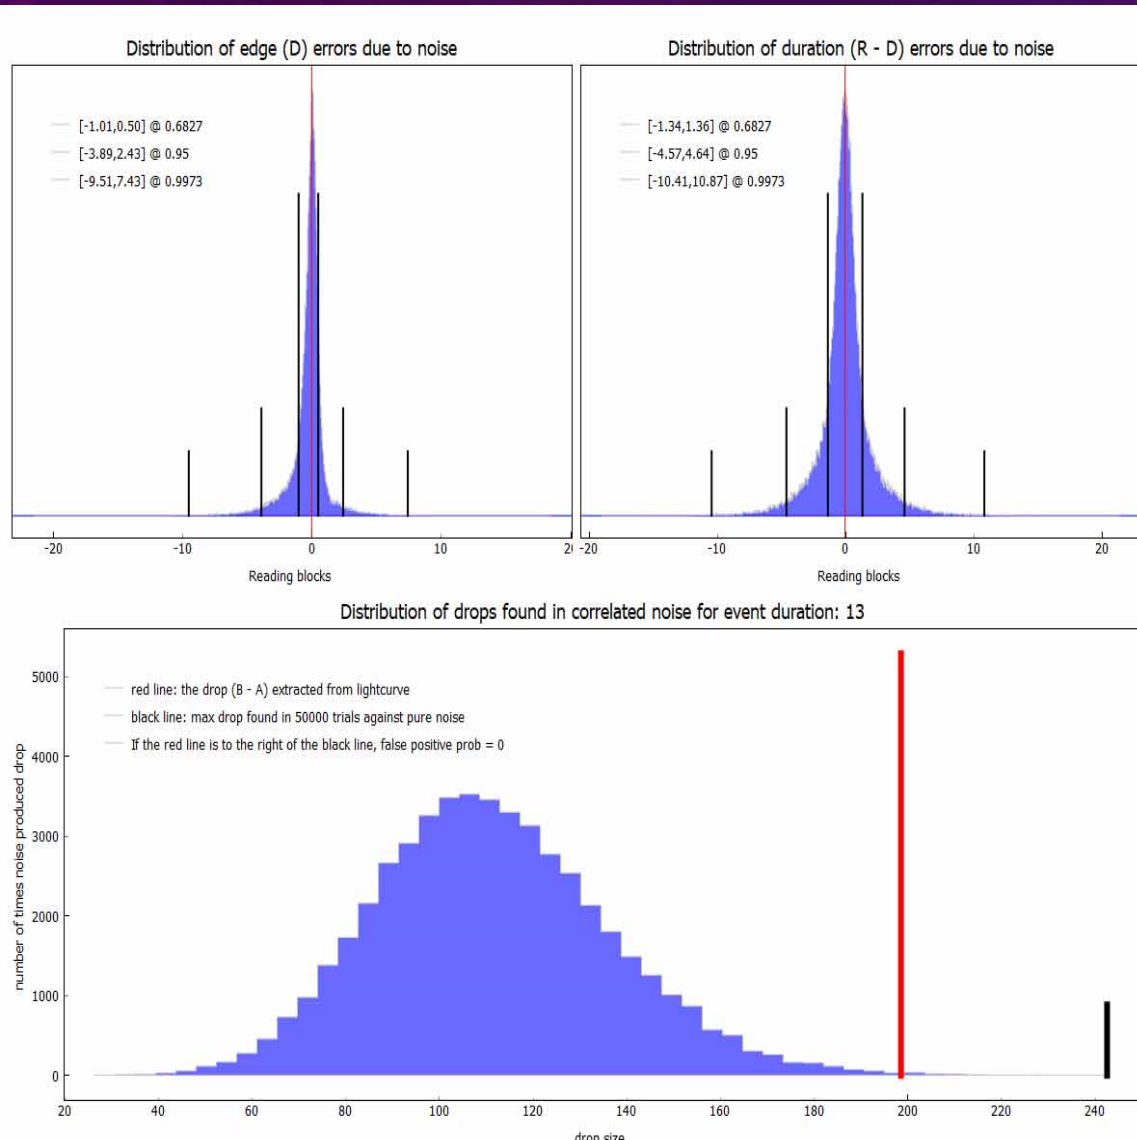 Distribution of edge (D) errors due to noise
[-1.01,0.50] @ 0.6827
[-3.89,2.43] @ 0.95
[-9.51,7.43] @ 0.9973
-20 -10 0 10
Reading blocks
Distribution of duration (R - D) errors due to noise
[-1.34,1.36] @ 0.6827
[-4.57,4.64] @ 0.95
[-10.41,10.87] @ 0.9973
-20 -10 0 10 20
Reading blocks
Distribution of drops found in correlated noise for event duration: 13
red line: the drop (B - A) extracted from lightcurve
black line: max drop found in 50000 trials against pure noise
If the red line is to the right of the black line, false positive prob = 0
number of times noise produced drop
5000
4000
3000
2000
1000
0
20 40 60 80 100 120 140 160 180 200 220 240
drop size